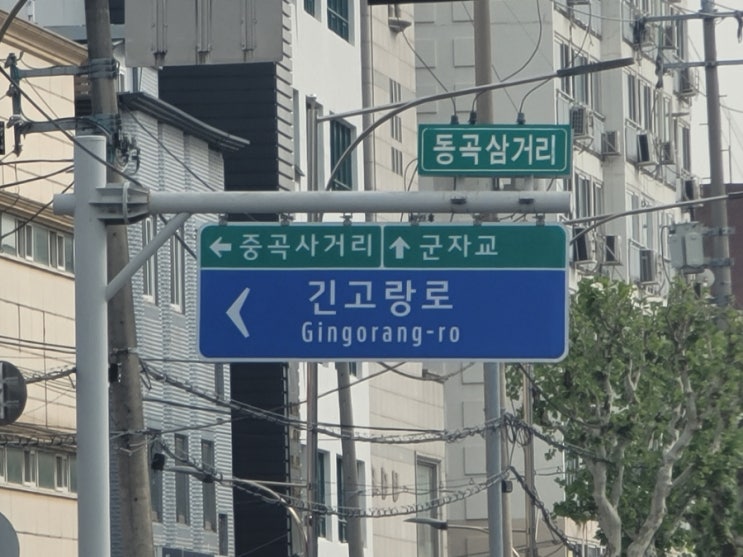 동곡삼거리
← 중곡사거리 ↑ 군자교
긴고랑로
Gingorang-ro